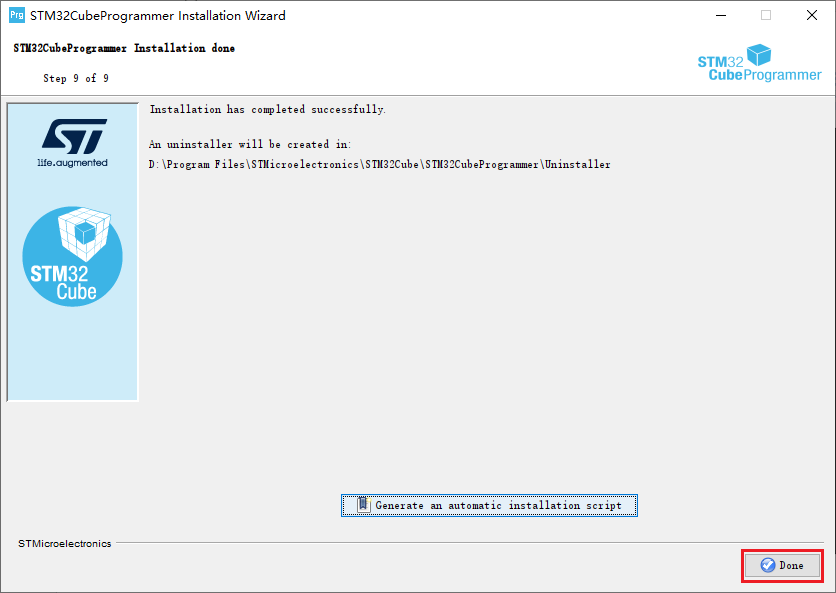 Prg STM32CubeProgrammer Installation Wizard
STM32CubeProgrammer Installation done
Step 9 of 9
STM32
CubeProgrammer
ST
life.augmented
STM32
Cube
Installation has completed successfully.
An uninstaller will be created in:
D:\Program Files\STMicroelectronics\STM32Cube\STM32CubeProgrammer\Uninstaller
Generate an automatic installation script
STMicroelectronics
Done